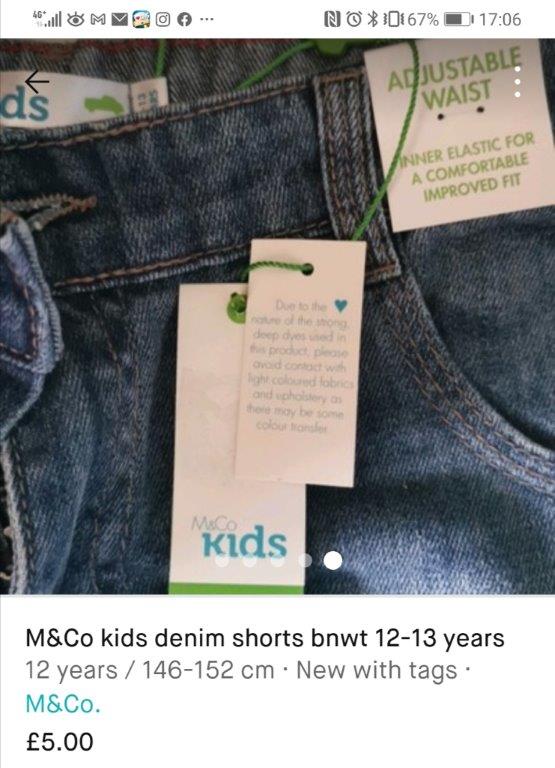 4G+
67%
17:06
ds
ADJUSTABLE
WAIST
INNER ELASTIC FOR
A COMFORTABLE
IMPROVED FIT
Due to the
nature of the strong,
deep dyes used in
this product, please
avoid contact with
light coloured fabrics
and upholstery as
there may be some
colour transfer.
M&Co
Kids
M&Co kids denim shorts bnwt 12-13 years
12 years / 146-152 cm · New with tags ·
M&Co.
£5.00